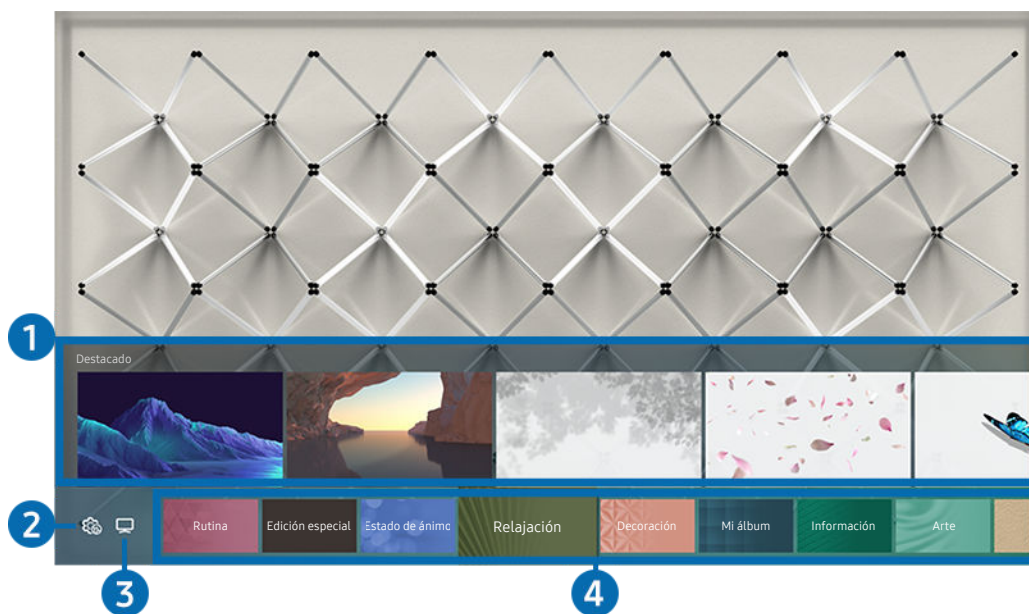 1
Destacado
2
Rutina Edición especial Estado de ánimo Relajación Decoración Mi álbum Información Arte
3 4